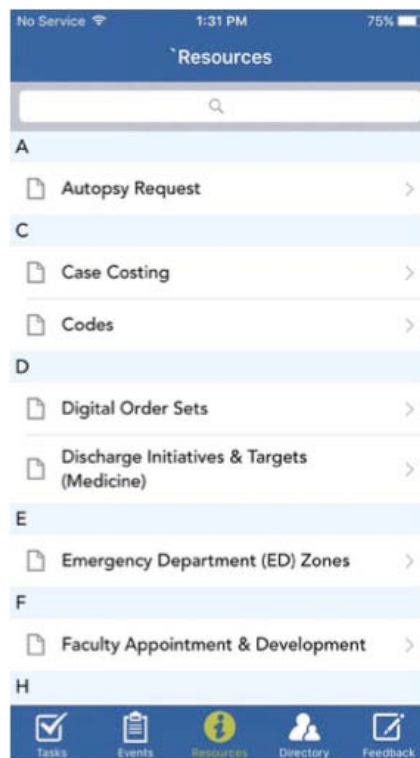 No Service 1:31 PM 75%
`Resources
A
Autopsy Request
C
Case Costing
Codes
D
Digital Order Sets
Discharge Initiatives & Targets
(Medicine)
E
Emergency Department (ED) Zones
F
Faculty Appointment & Development
H
Tasks Events Resources Directory Feedback